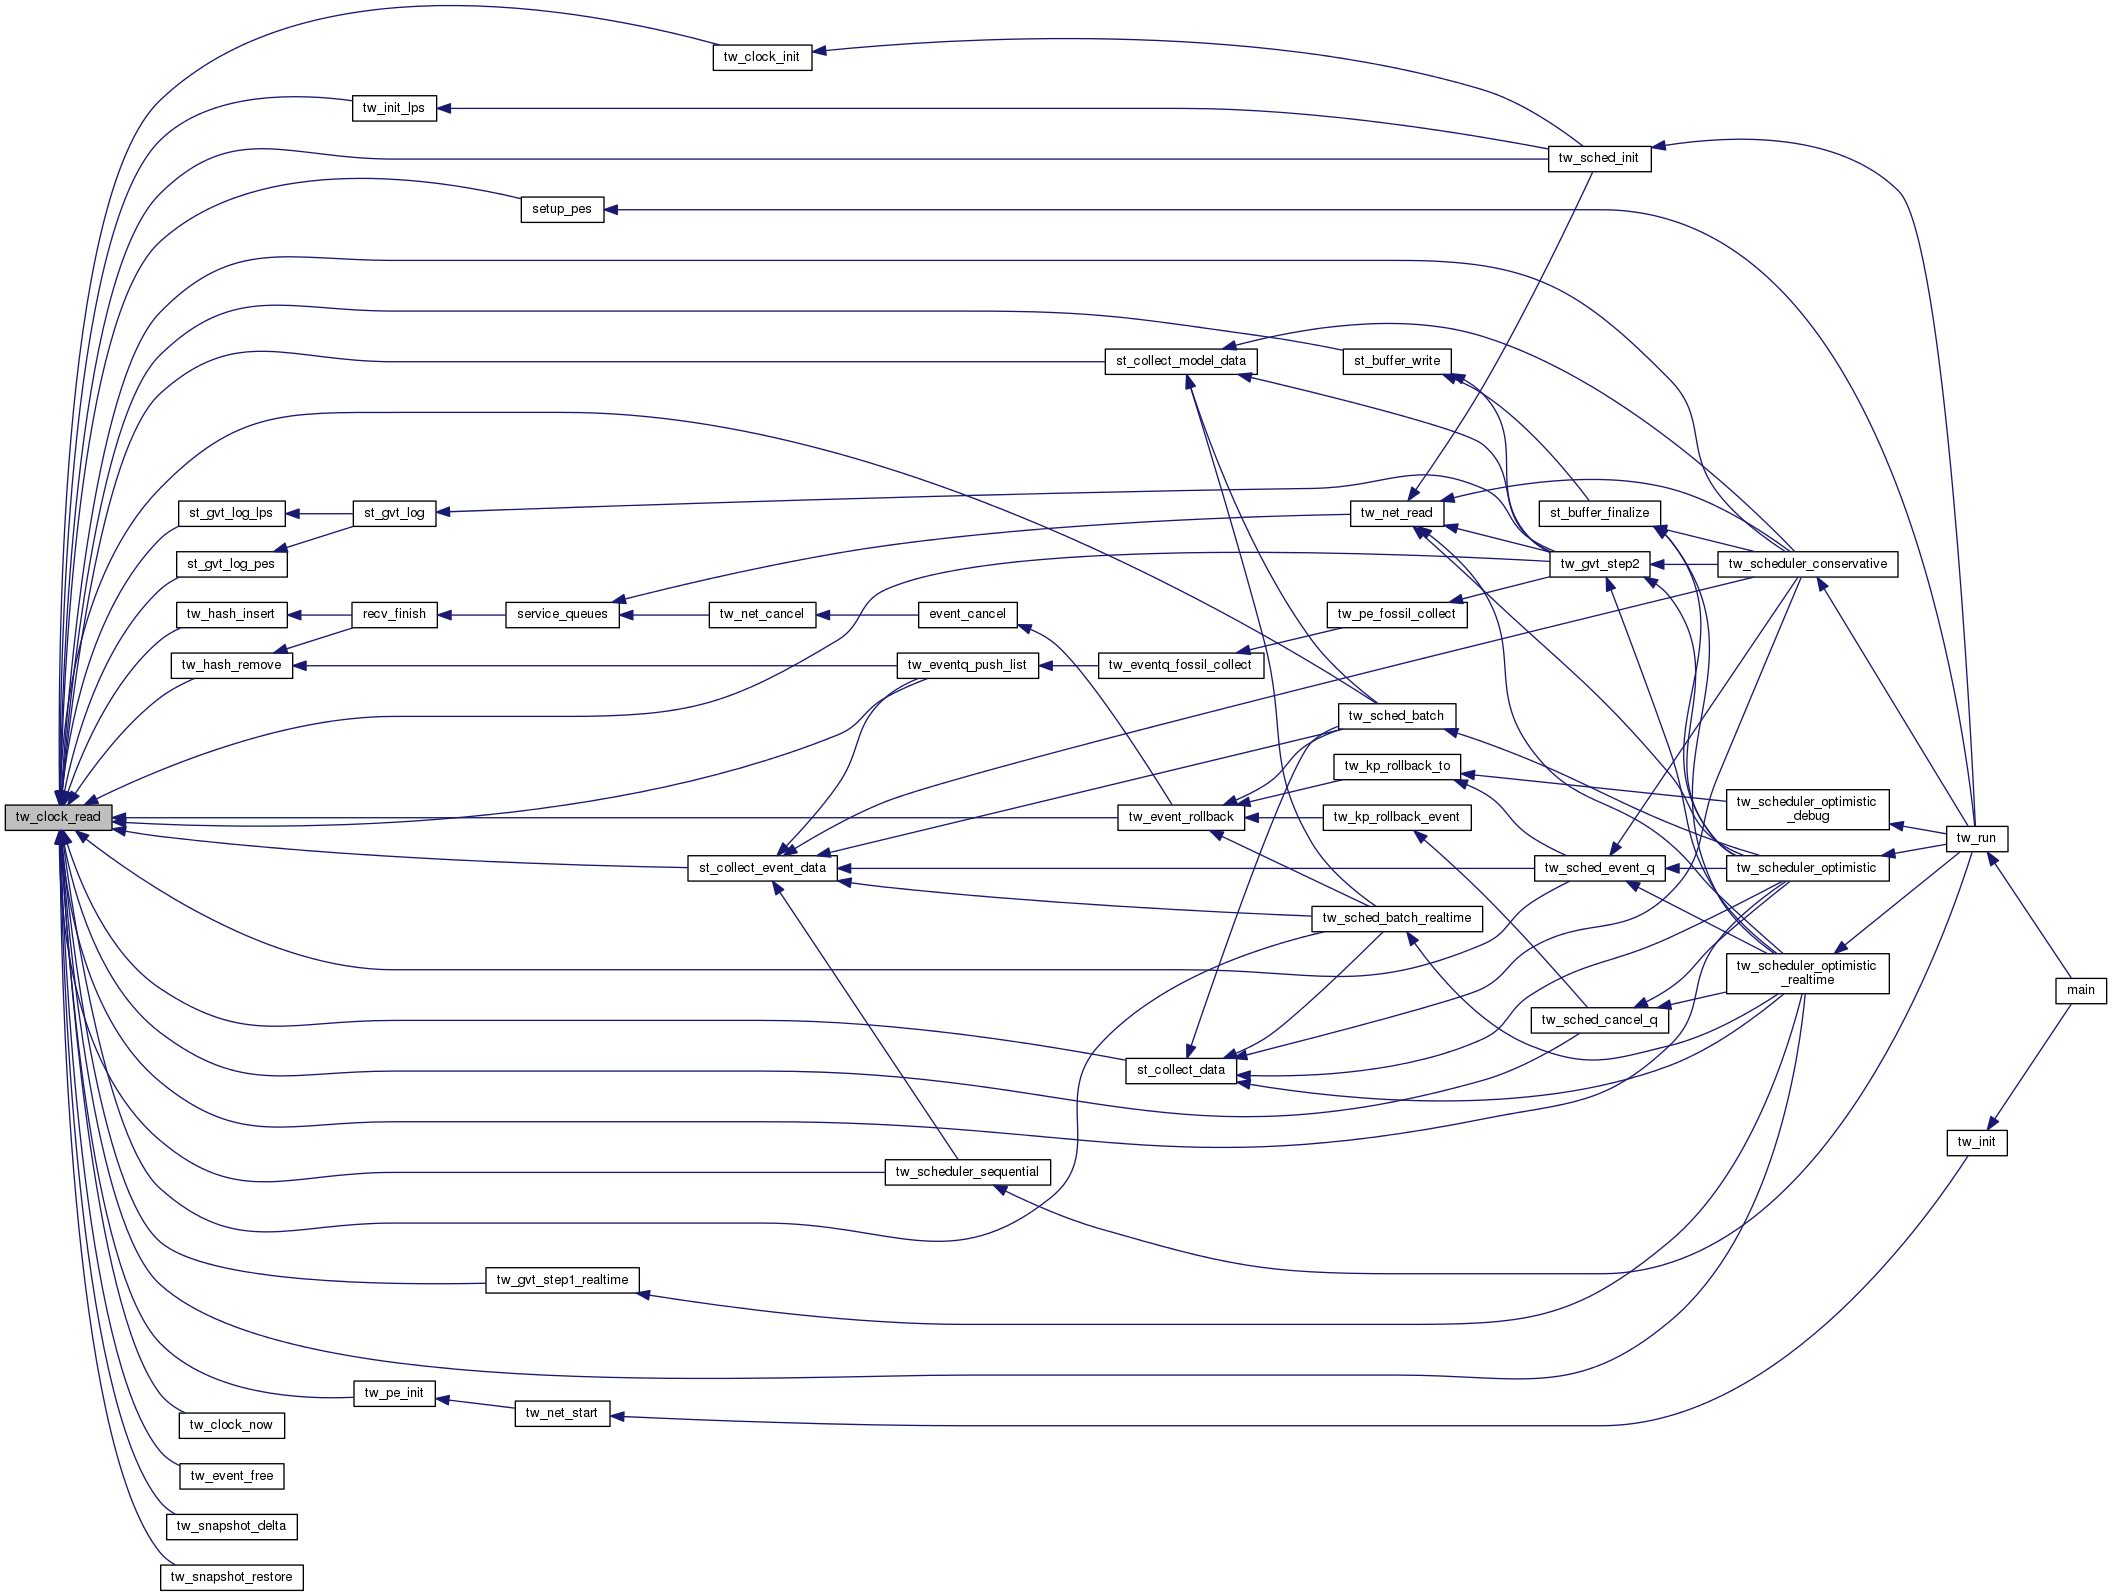 tw_clock_init
tw_init_lps
tw_sched_init
setup_pes
st_collect_model_data
st_buffer_write
st_gvt_log_lps
st_gvt_log
tw_net_read
st_buffer_finalize
st_gvt_log_pes
tw_gvt_step2
tw_scheduler_conservative
tw_hash_insert
recv_finish
service_queues
tw_net_cancel
event_cancel
tw_pe_fossil_collect
tw_hash_remove
tw_eventq_push_list
tw_eventq_fossil_collect
tw_sched_batch
tw_kp_rollback_to
tw_scheduler_optimistic
_debug
tw_clock_read
tw_event_rollback
tw_kp_rollback_event
tw_run
st_collect_event_data
tw_sched_event_q
tw_scheduler_optimistic
tw_sched_batch_realtime
tw_scheduler_optimistic
_realtime
main
tw_sched_cancel_q
st_collect_data
tw_init
tw_scheduler_sequential
tw_gvt_step1_realtime
tw_pe_init
tw_net_start
tw_clock_now
tw_event_free
tw_snapshot_delta
tw_snapshot_restore